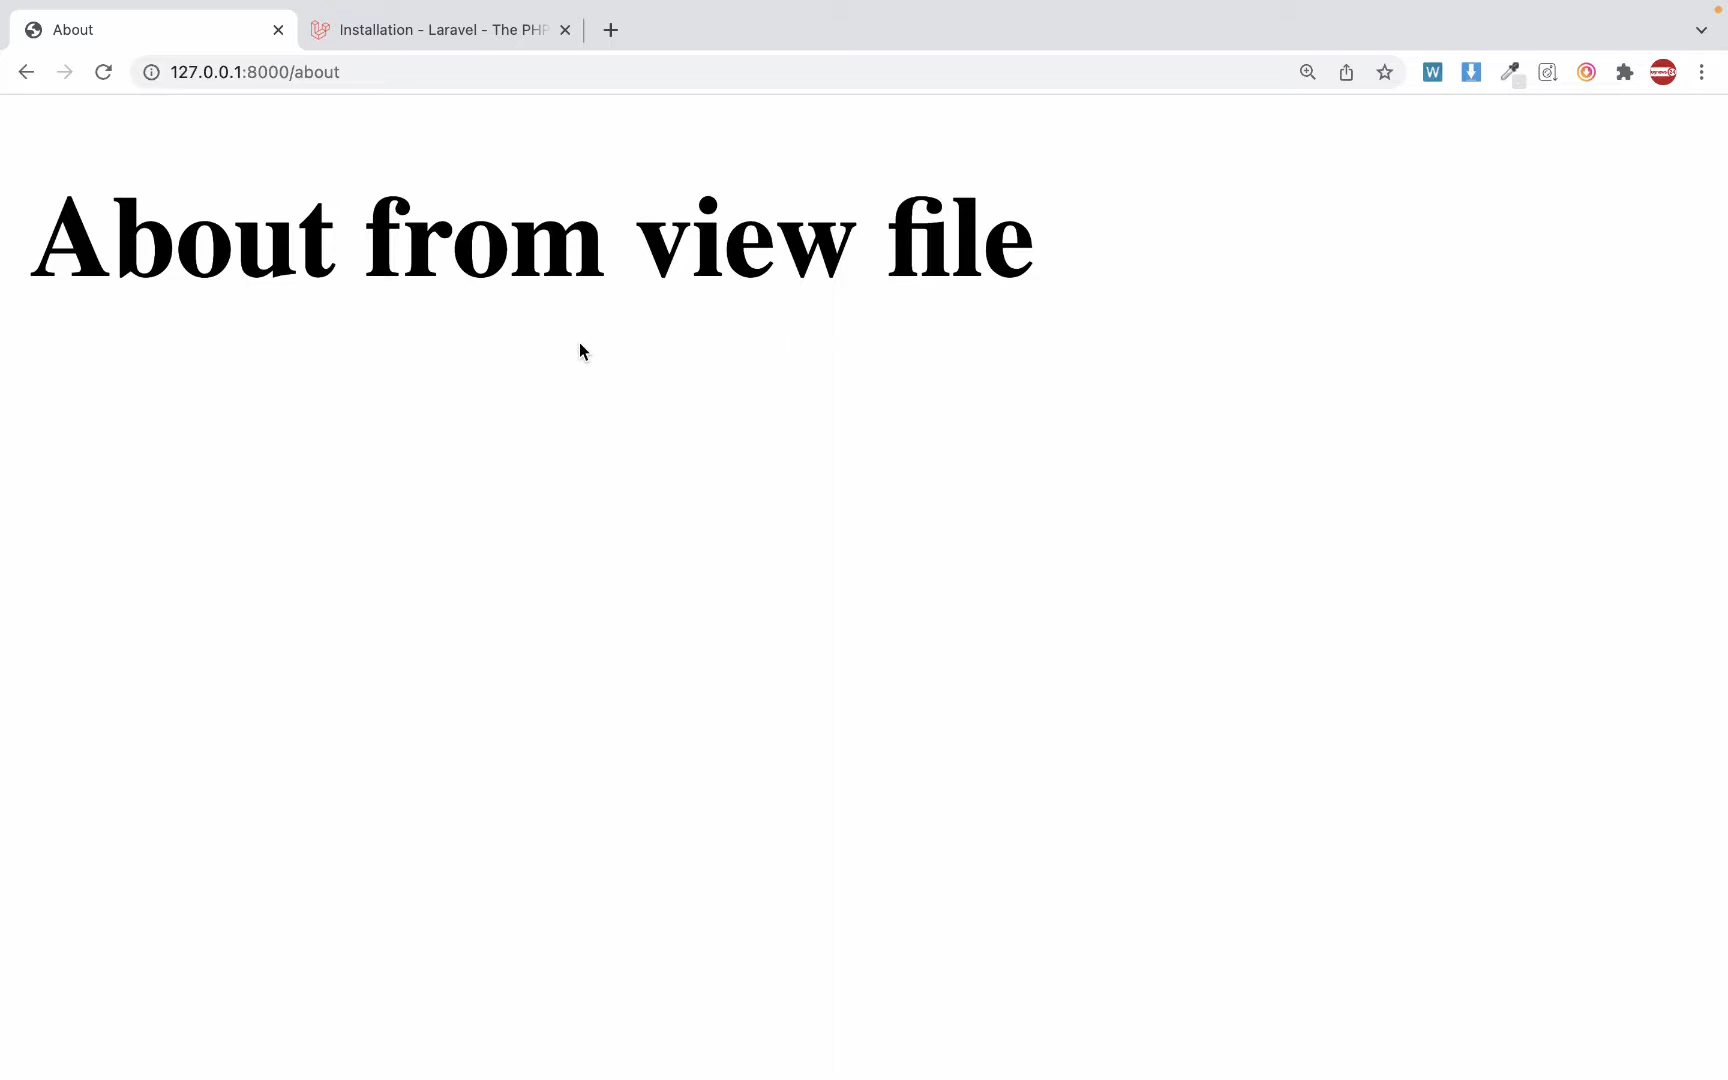 About
Installation - Laravel - The PHP
127.0.0.1:8000/about
W
About from view file